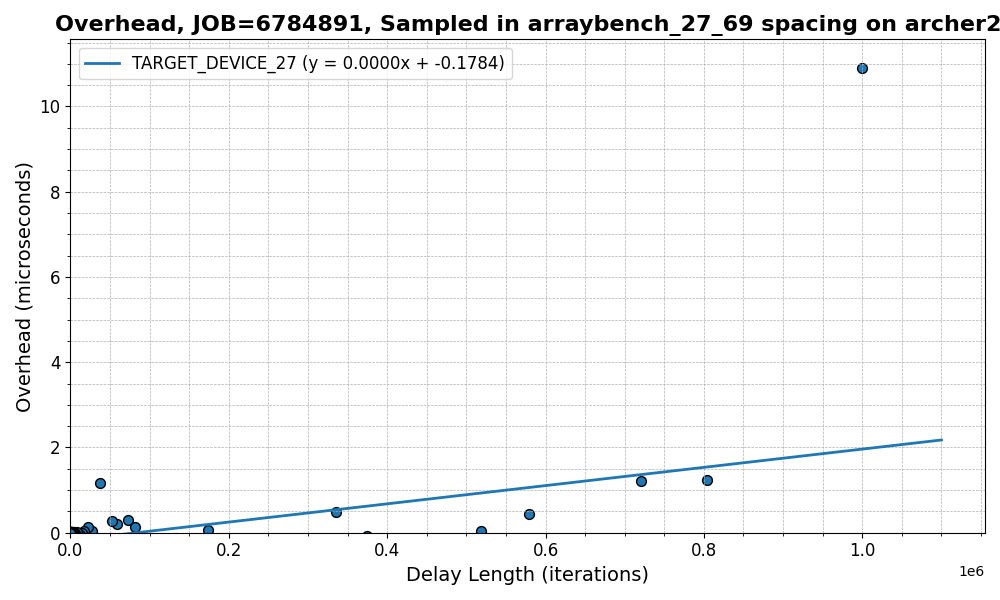 Overhead, JOB=6784891, Sampled in arraybench_27_69 spacing on archer2
TARGET_DEVICE_27 (y = 0.0000x + -0.1784)
Overhead (microseconds)
10
8
6
4
2
0
0.0 0.2 0.4 0.6 0.8 1.0
1e6
Delay Length (iterations)